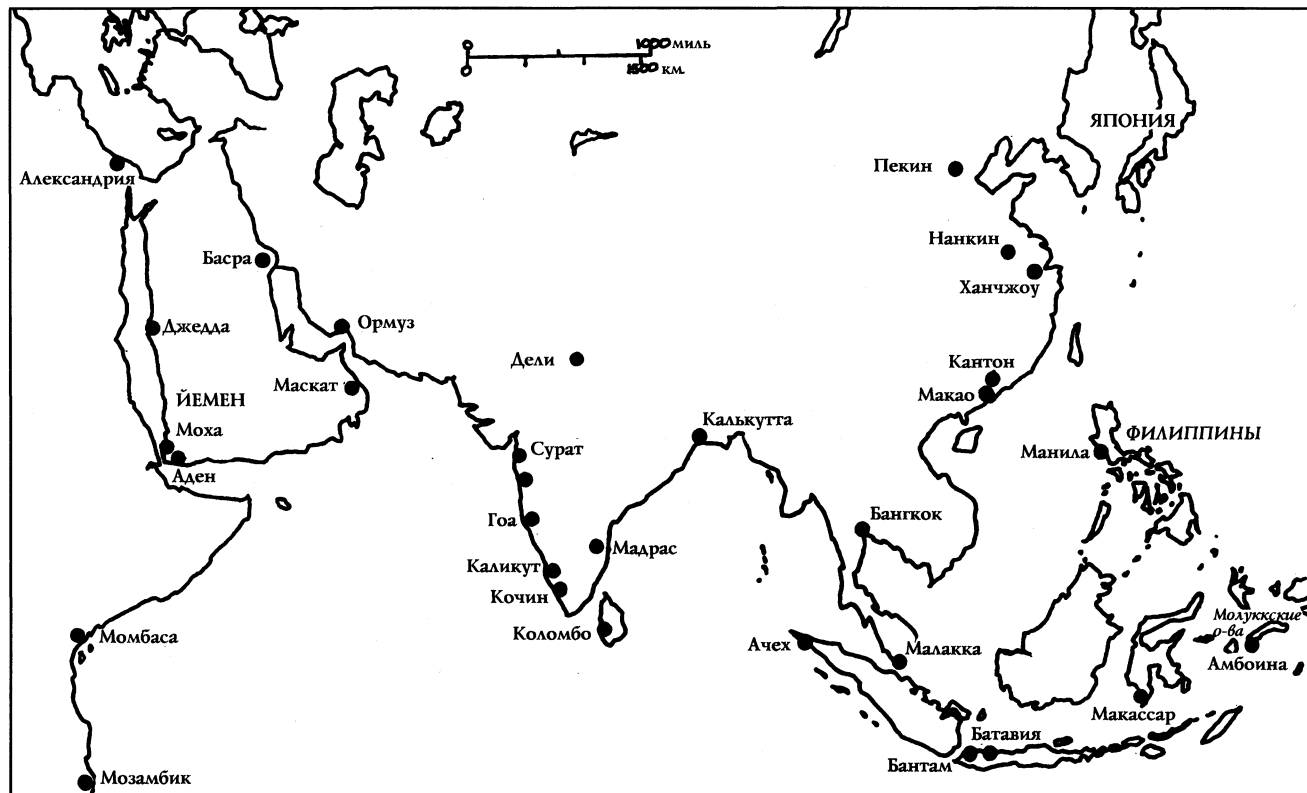 1000 миль
0
1500 км.
ЯПОНИЯ
Пекин
Александрия
Нанкин
Басра
Ханчжоу
Джедда
Ормуз
Дели
Кантон
Маскат
Макао
ЙЕМЕН
Калькутта
Моха
ФИЛИППИНЫ
Сурат
Манила
Аден
Гоа
Бангкок
Мадрас
Каликут
Кочин
Молуккские
о-ва
Коломбо
Момбаса
Ачех
Малакка
Амбоина
Макассар
Батавия
Бантам
Мозамбик